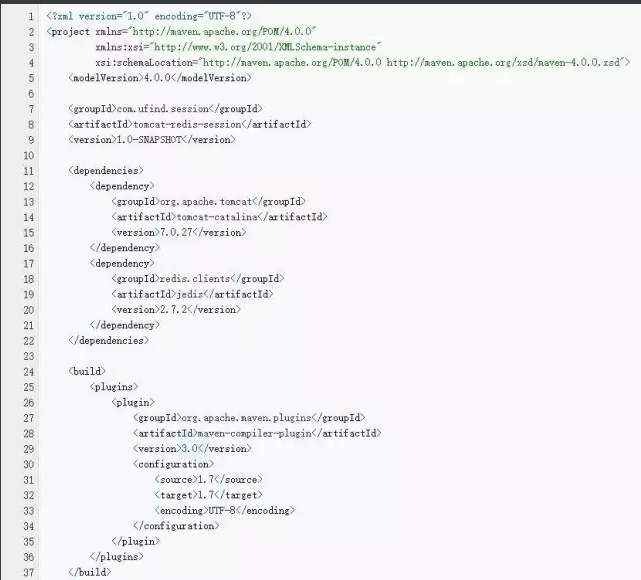 1 <?xml version="1.0" encoding="UTF-8"?>
2 <project xmlns="http://maven.apache.org/POM/4.0.0"
3 xmlns:xsi="http://www.w3.org/2001/XMLSchema-instance"
4 xsi:schemaLocation="http://maven.apache.org/POM/4.0.0 http://maven.apache.org/xsd/maven-4.0.0.xsd">
5 <modelVersion>4.0.0</modelVersion>
6
7 <groupId>com.ufind.session</groupId>
8 <artifactId>tomcat-redis-session</artifactId>
9 <version>1.0-SNAPSHOT</version>
10
11 <dependencies>
12 <dependency>
13 <groupId>org.apache.tomcat</groupId>
14 <artifactId>tomcat-catalina</artifactId>
15 <version>7.0.27</version>
16 </dependency>
17 <dependency>
18 <groupId>redis.clients</groupId>
19 <artifactId>jedis</artifactId>
20 <version>2.7.2</version>
21 </dependency>
22 </dependencies>
23
24 <build>
25 <plugins>
26 <plugin>
27 <groupId>org.apache.maven.plugins</groupId>
28 <artifactId>maven-compiler-plugin</artifactId>
29 <version>3.0</version>
30 <configuration>
31 <source>1.7</source>
32 <target>1.7</target>
33 <encoding>UTF-8</encoding>
34 </configuration>
35 </plugin>
36 </plugins>
37 </build>